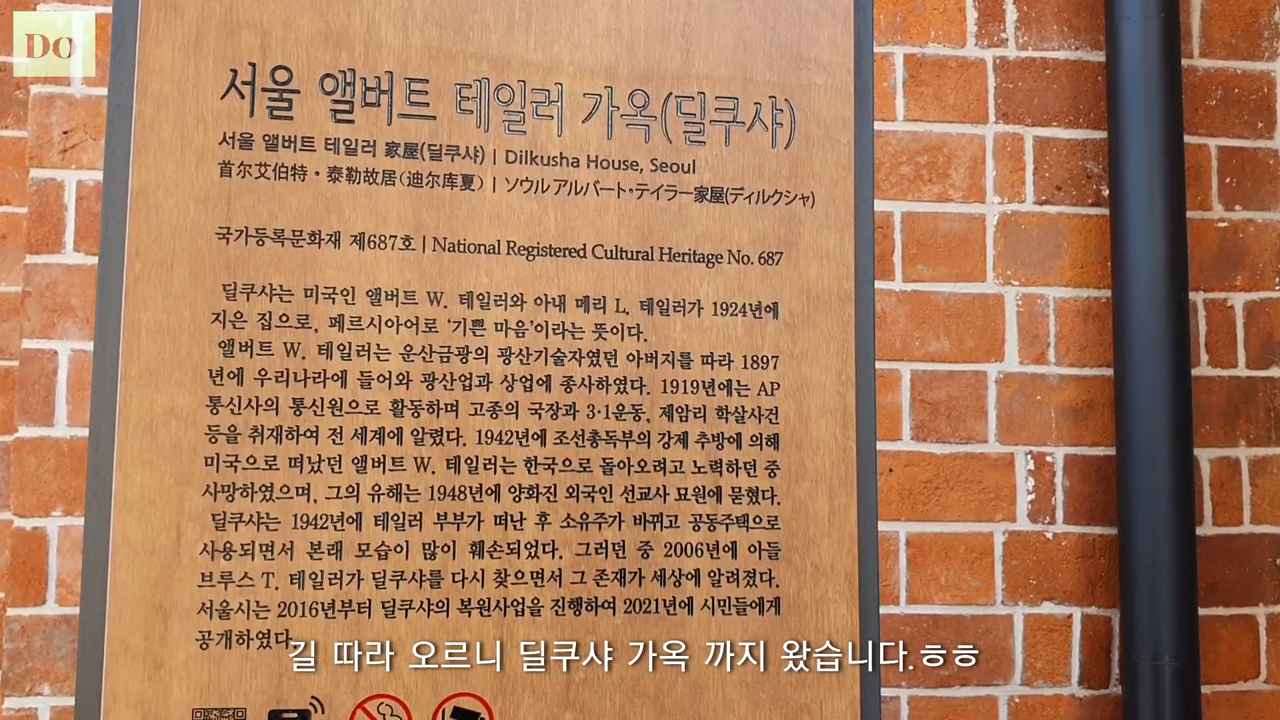 Do
서울 앨버트 테일러 가옥(딜쿠샤)
서울 앨버트 테일러 家屋(딜쿠샤) | Dilkusha House, Seoul
首尔艾伯特·泰勒故居(迪尔库夏) | ソウル アルバート·テイラー家屋(ディルクシャ)
국가등록문화재 제687호 | National Registered Cultural Heritage No. 687
딜쿠샤는 미국인 앨버트 W. 테일러와 아내 메리 L. 테일러가 1924년에
지은 집으로, 페르시아어로 '기쁜 마음'이라는 뜻이다.
앨버트 W. 테일러는 운산금광의 광산기술자였던 아버지를 따라 1897
년에 우리나라에 들어와 광산업과 상업에 종사하였다. 1919년에는 AP
통신사의 통신원으로 활동하며 고종의 국장과 3·1운동, 제암리 학살사건
등을 취재하여 전 세계에 알렸다. 1942년에 조선총독부의 강제 추방에 의해
미국으로 떠났던 앨버트 W. 테일러는 한국으로 돌아오려고 노력하던 중
사망하였으며, 그의 유해는 1948년에 양화진 외국인 선교사 묘원에 묻혔다.
딜쿠샤는 1942년에 테일러 부부가 떠난 후 소유주가 바뀌고 공동주택으로
사용되면서 본래 모습이 많이 훼손되었다. 그러던 중 2006년에 아들
브루스 T. 테일러가 딜쿠샤를 다시 찾으면서 그 존재가 세상에 알려졌다.
서울시는 2016년부터 딜쿠샤의 복원사업을 진행하여 2021년에 시민들에게
공개하였다.
길 따라 오르니 딜쿠샤 가옥 까지 왔습니다.ㅎㅎ